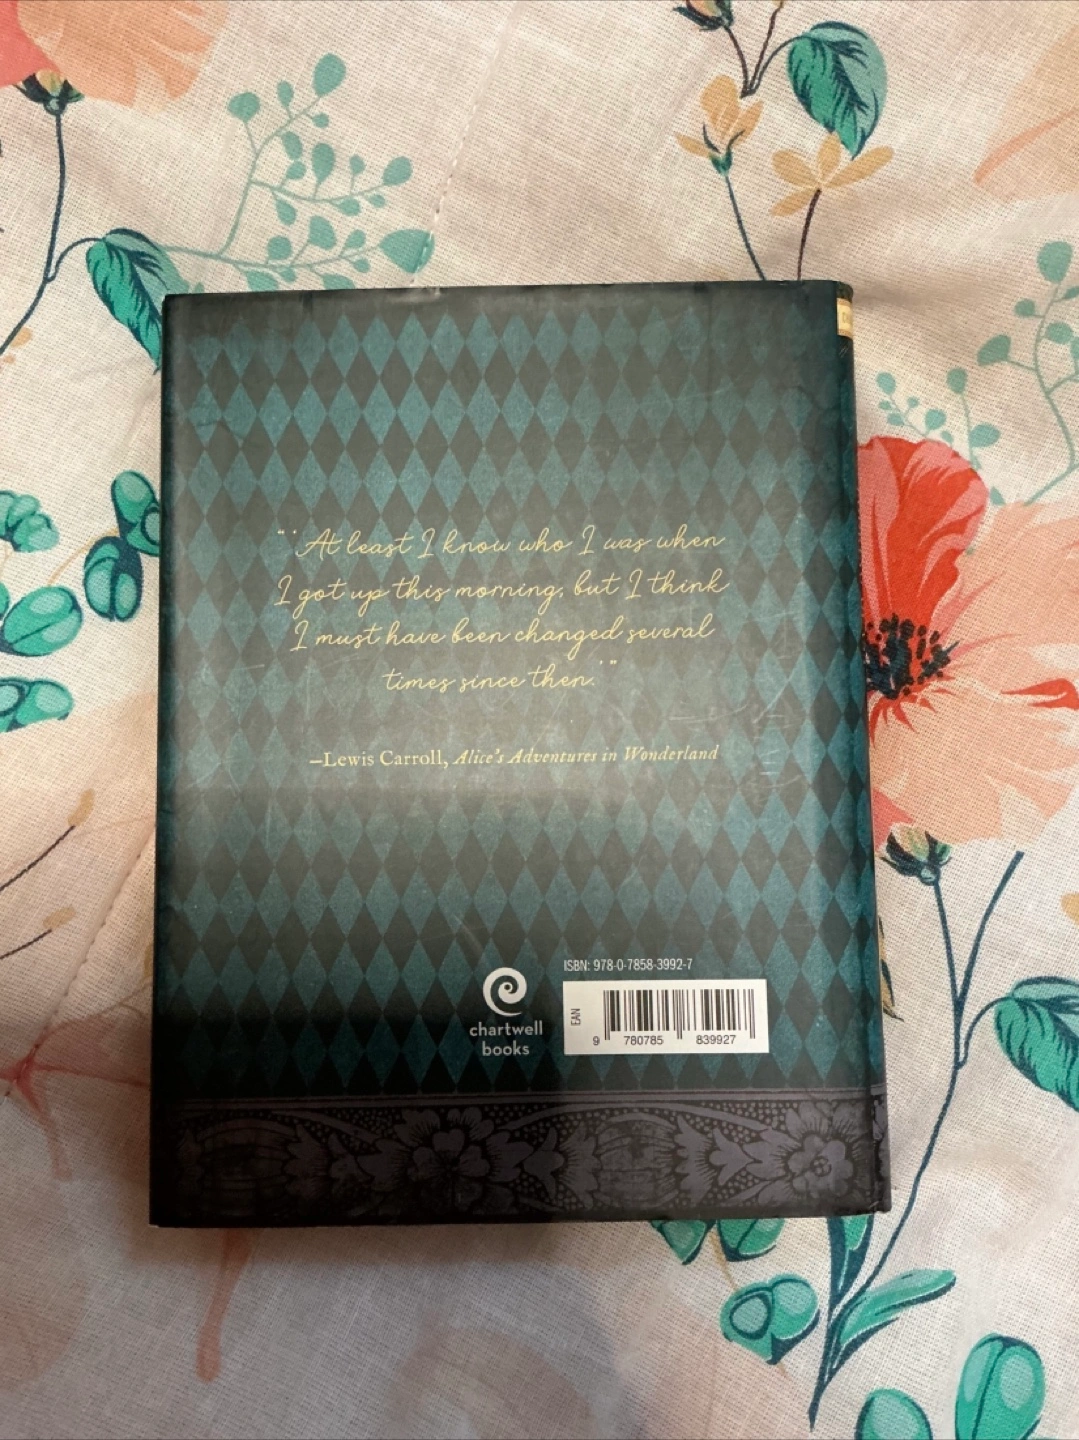 "'At least I know who I was when
I got up this morning, but I think
I must have been changed several
times since then.'"
–Lewis Carroll, Alice's Adventures in Wonderland
ISBN: 978-0-7858-3992-7
EAN
9 780785 839927
chartwell
books